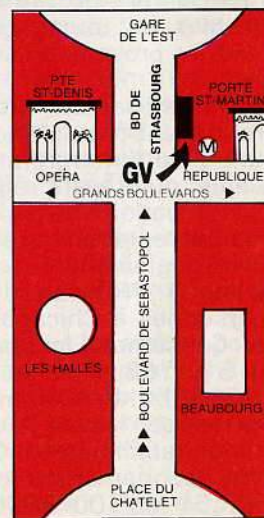 GARE
DE L'EST
PTE
ST-DENIS
BD DE
STRASBOURG
PORTE
ST-MARTIN
M
GV
OPERA
REPUBLIQUE
◄ GRANDS BOULEVARDS ►
BOULEVARD DE SEBASTOPOL
LES HALLES
BEAUBOURG
PLACE DU
CHATELET